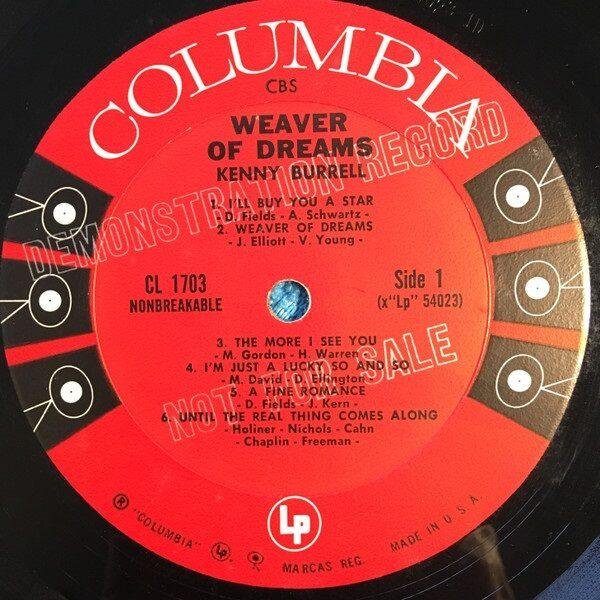 COLUMBIA
CBS
WEAVER
OF DREAMS
KENNY BURRELL
DEMONSTRATION RECORD
1. I'LL BUY YOU A STAR
- D. Fields - A. Schwartz -
2. WEAVER OF DREAMS
- J. Elliott - V. Young -
CL 1703
NONBREAKABLE
Side 1
(x"Lp" 54023)
3. THE MORE I SEE YOU
- M. Gordon - H. Warren -
4. I'M JUST A LUCKY SO AND SO
- M. David - D. Ellington -
5. A FINE ROMANCE
- D. Fields - J. Kern -
6. UNTIL THE REAL THING COMES ALONG
- Holiner - Nichols - Cahn -
- Chaplin - Freeman -
NOT FOR SALE
Lp
® "COLUMBIA" Lp MARCAS REG. MADE IN U.S.A.